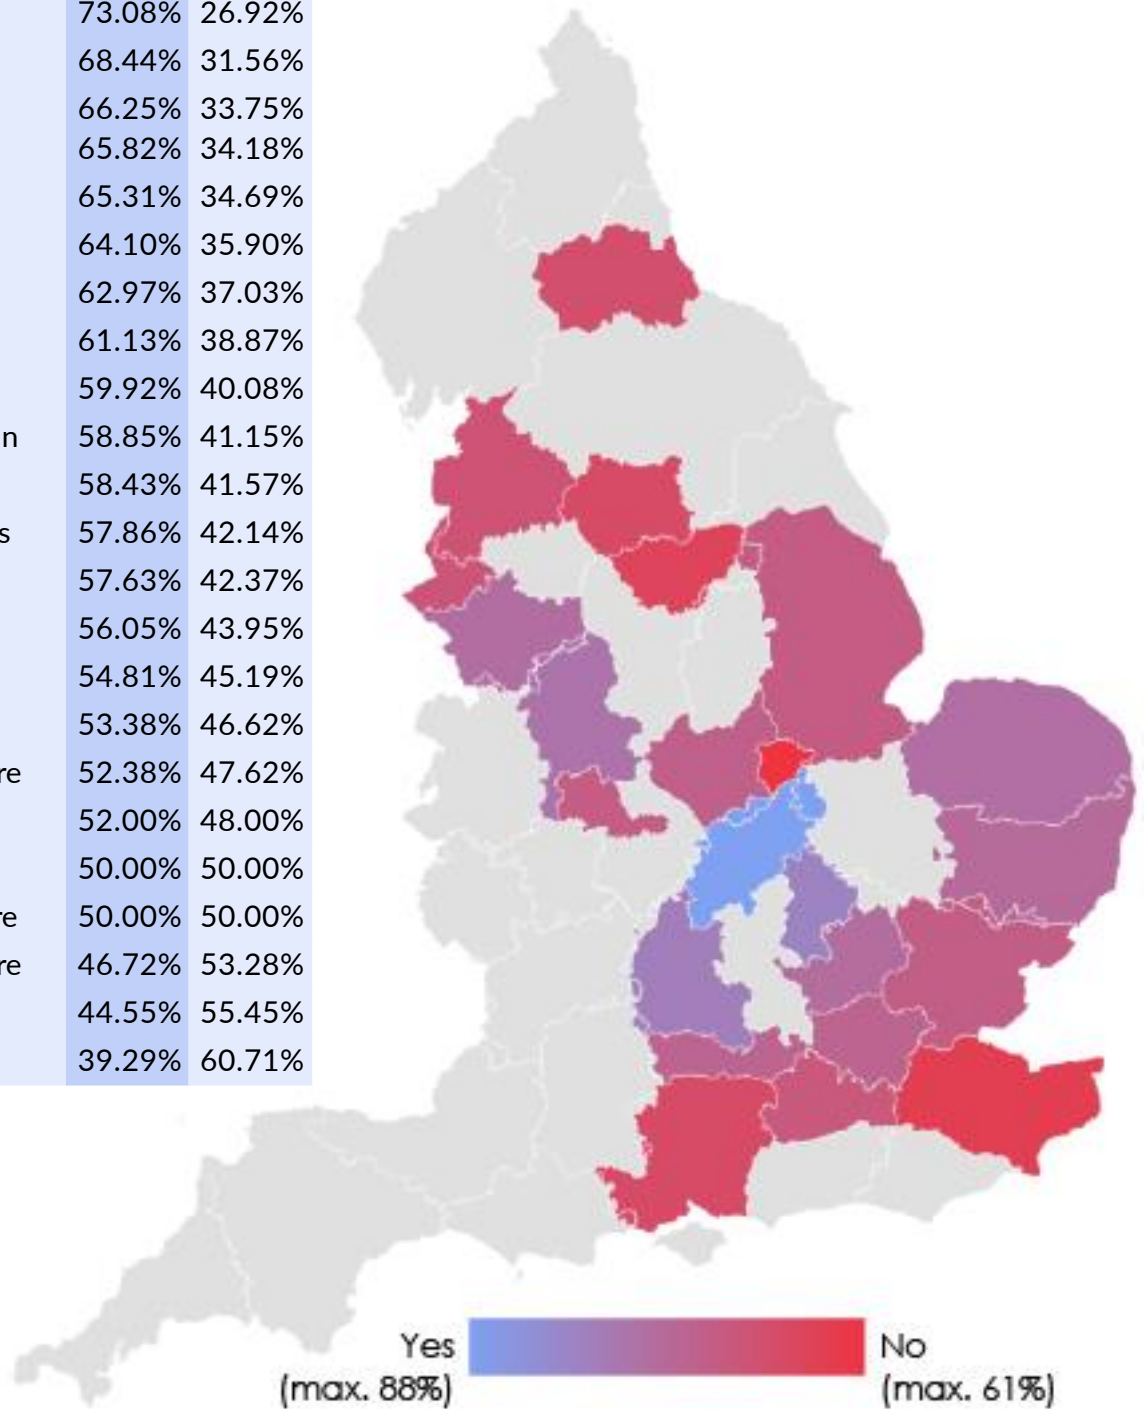 73.08% 26.92%
68.44% 31.56%
66.25% 33.75%
65.82% 34.18%
65.31% 34.69%
64.10% 35.90%
62.97% 37.03%
61.13% 38.87%
59.92% 40.08%
n 58.85% 41.15%
58.43% 41.57%
s 57.86% 42.14%
57.63% 42.37%
56.05% 43.95%
54.81% 45.19%
53.38% 46.62%
re 52.38% 47.62%
52.00% 48.00%
50.00% 50.00%
re 50.00% 50.00%
re 46.72% 53.28%
44.55% 55.45%
39.29% 60.71%
Yes No
(max. 88%) (max. 61%)